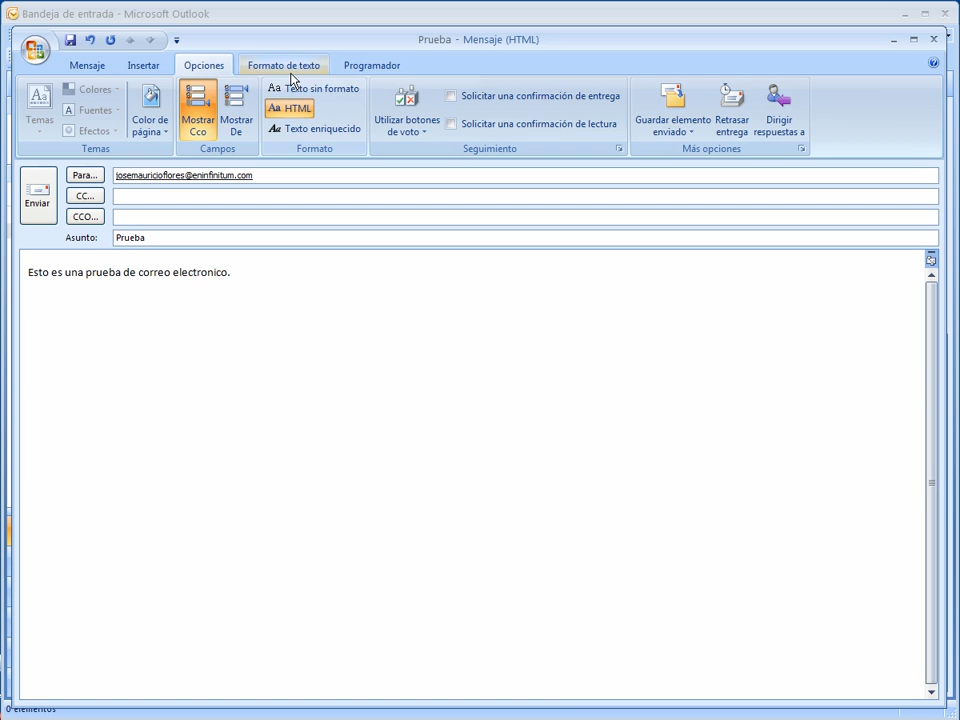 Bandeja de entrada - Microsoft Outlook
Prueba - Mensaje (HTML)
Mensaje Insertar Opciones Formato de texto Programador
Temas
Colores
Fuentes
Efectos
Color de página
Mostrar Cco
Mostrar De
Aa Texto sin formato
Aa HTML
Aa Texto enriquecido
Utilizar botones de voto
Solicitar una confirmación de entrega
Solicitar una confirmación de lectura
Guardar elemento enviado
Retrasar entrega
Dirigir respuestas a
Temas Campos Formato Seguimiento Más opciones
Enviar
Para... josemauricioflores@eninfinitum.com
CC...
CCO...
Asunto: Prueba
Esto es una prueba de correo electronico.
0 elementos